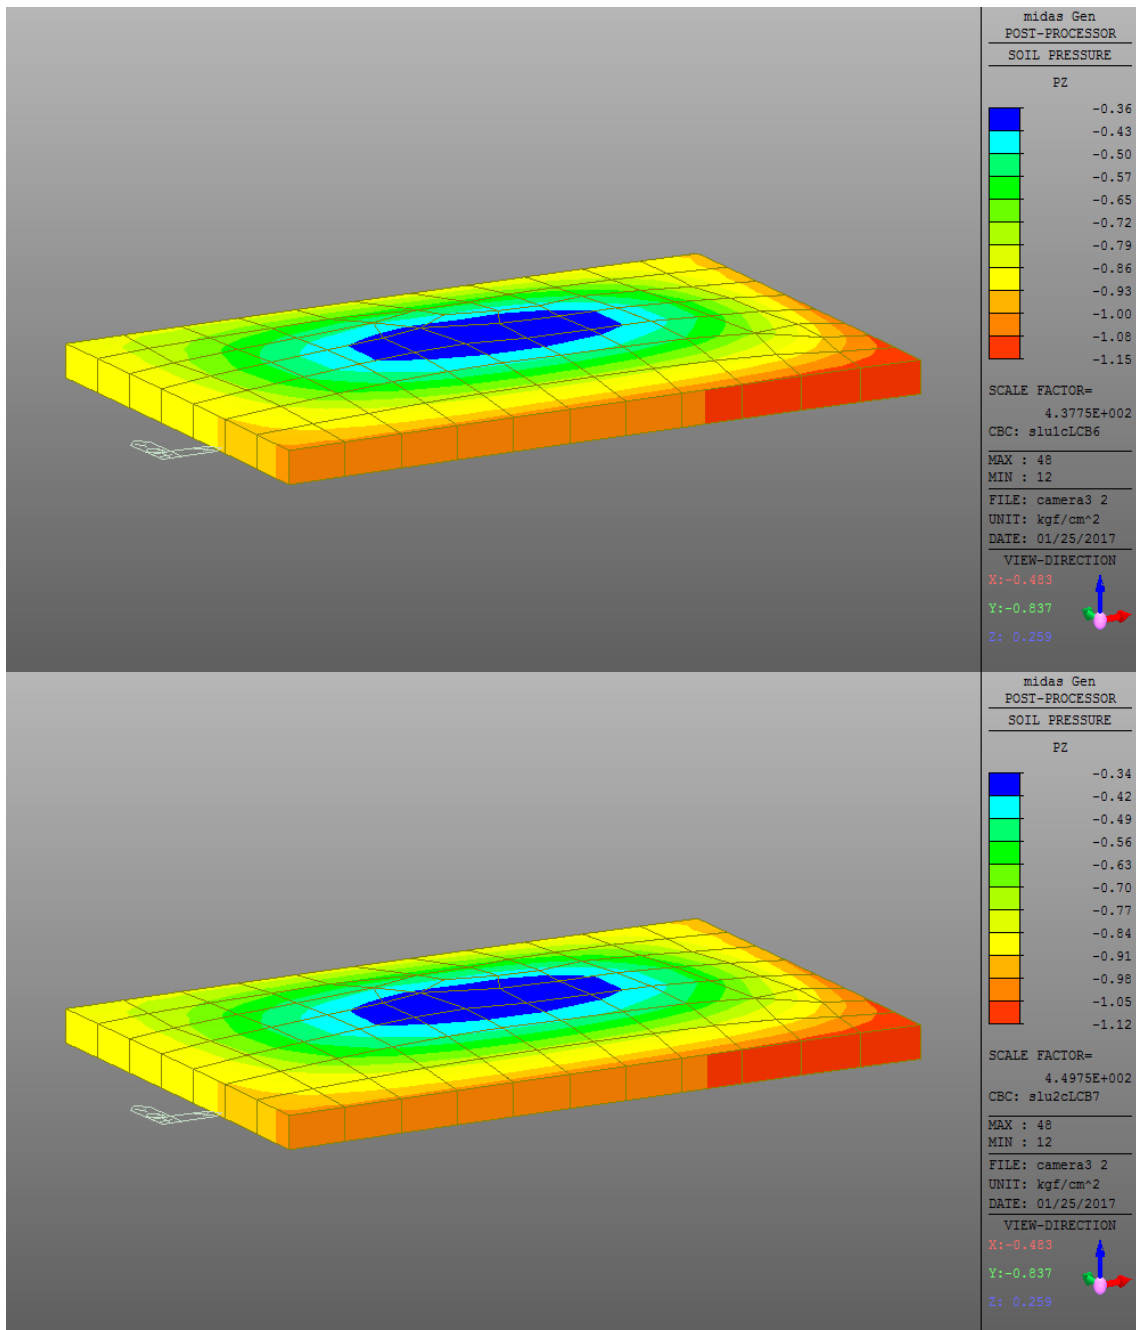 midas Gen
POST-PROCESSOR
SOIL PRESSURE
PZ
-0.36
-0.43
-0.50
-0.57
-0.65
-0.72
-0.79
-0.86
-0.93
-1.00
-1.08
-1.15
SCALE FACTOR=
4.3775E+002
CBC: slu1cLCB6
MAX : 48
MIN : 12
FILE: camera3 2
UNIT: kgf/cm^2
DATE: 01/25/2017
VIEW-DIRECTION
X:-0.483
Y:-0.837
Z: 0.259
midas Gen
POST-PROCESSOR
SOIL PRESSURE
PZ
-0.34
-0.42
-0.49
-0.56
-0.63
-0.70
-0.77
-0.84
-0.91
-0.98
-1.05
-1.12
SCALE FACTOR=
4.4975E+002
CBC: slu2cLCB7
MAX : 48
MIN : 12
FILE: camera3 2
UNIT: kgf/cm^2
DATE: 01/25/2017
VIEW-DIRECTION
X:-0.483
Y:-0.837
Z: 0.259